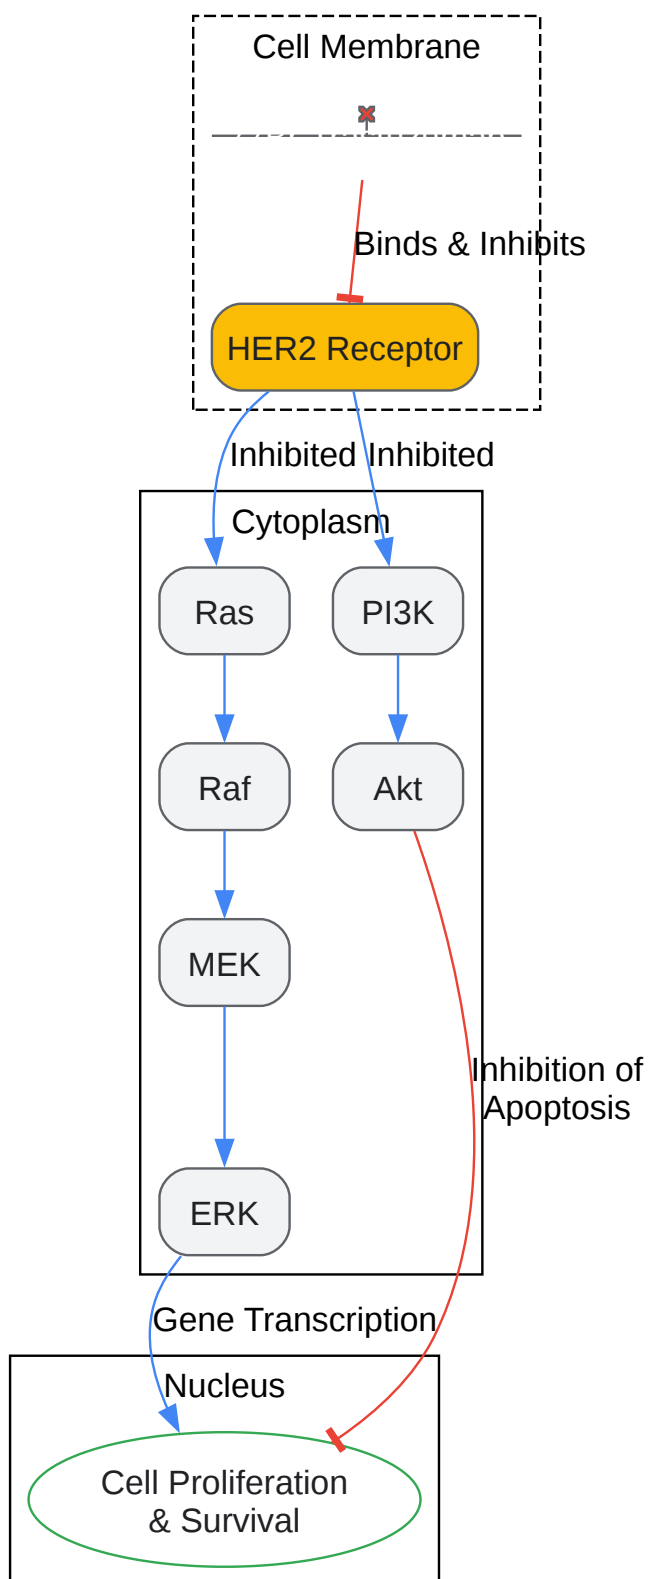 Cell Membrane
Binds & Inhibits
HER2 Receptor
Inhibited
Inhibited
Cytoplasm
Ras
PI3K
Raf
Akt
MEK
Inhibition of
Apoptosis
ERK
Gene Transcription
Nucleus
Cell Proliferation
& Survival